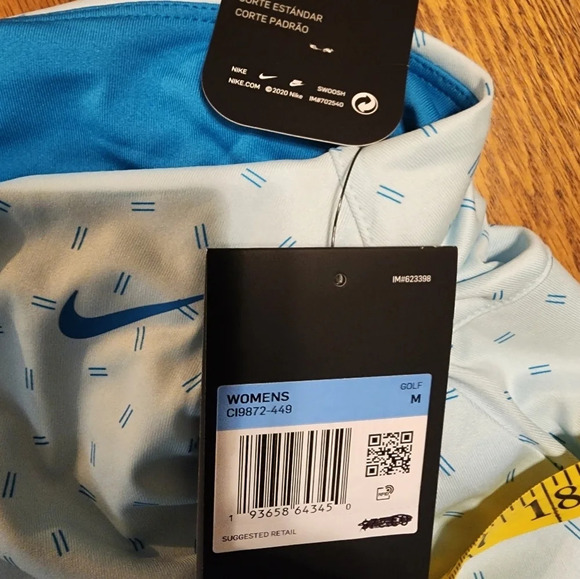 CORTE ESTÁNDAR
CORTE PADRÃO
NIKE SWOOSH
NIKE.COM ©2020 Nike IM#702540
IM#623398
WOMENS GOLF
CI9872-449 M
1 93658 64345 0
SUGGESTED RETAIL
18